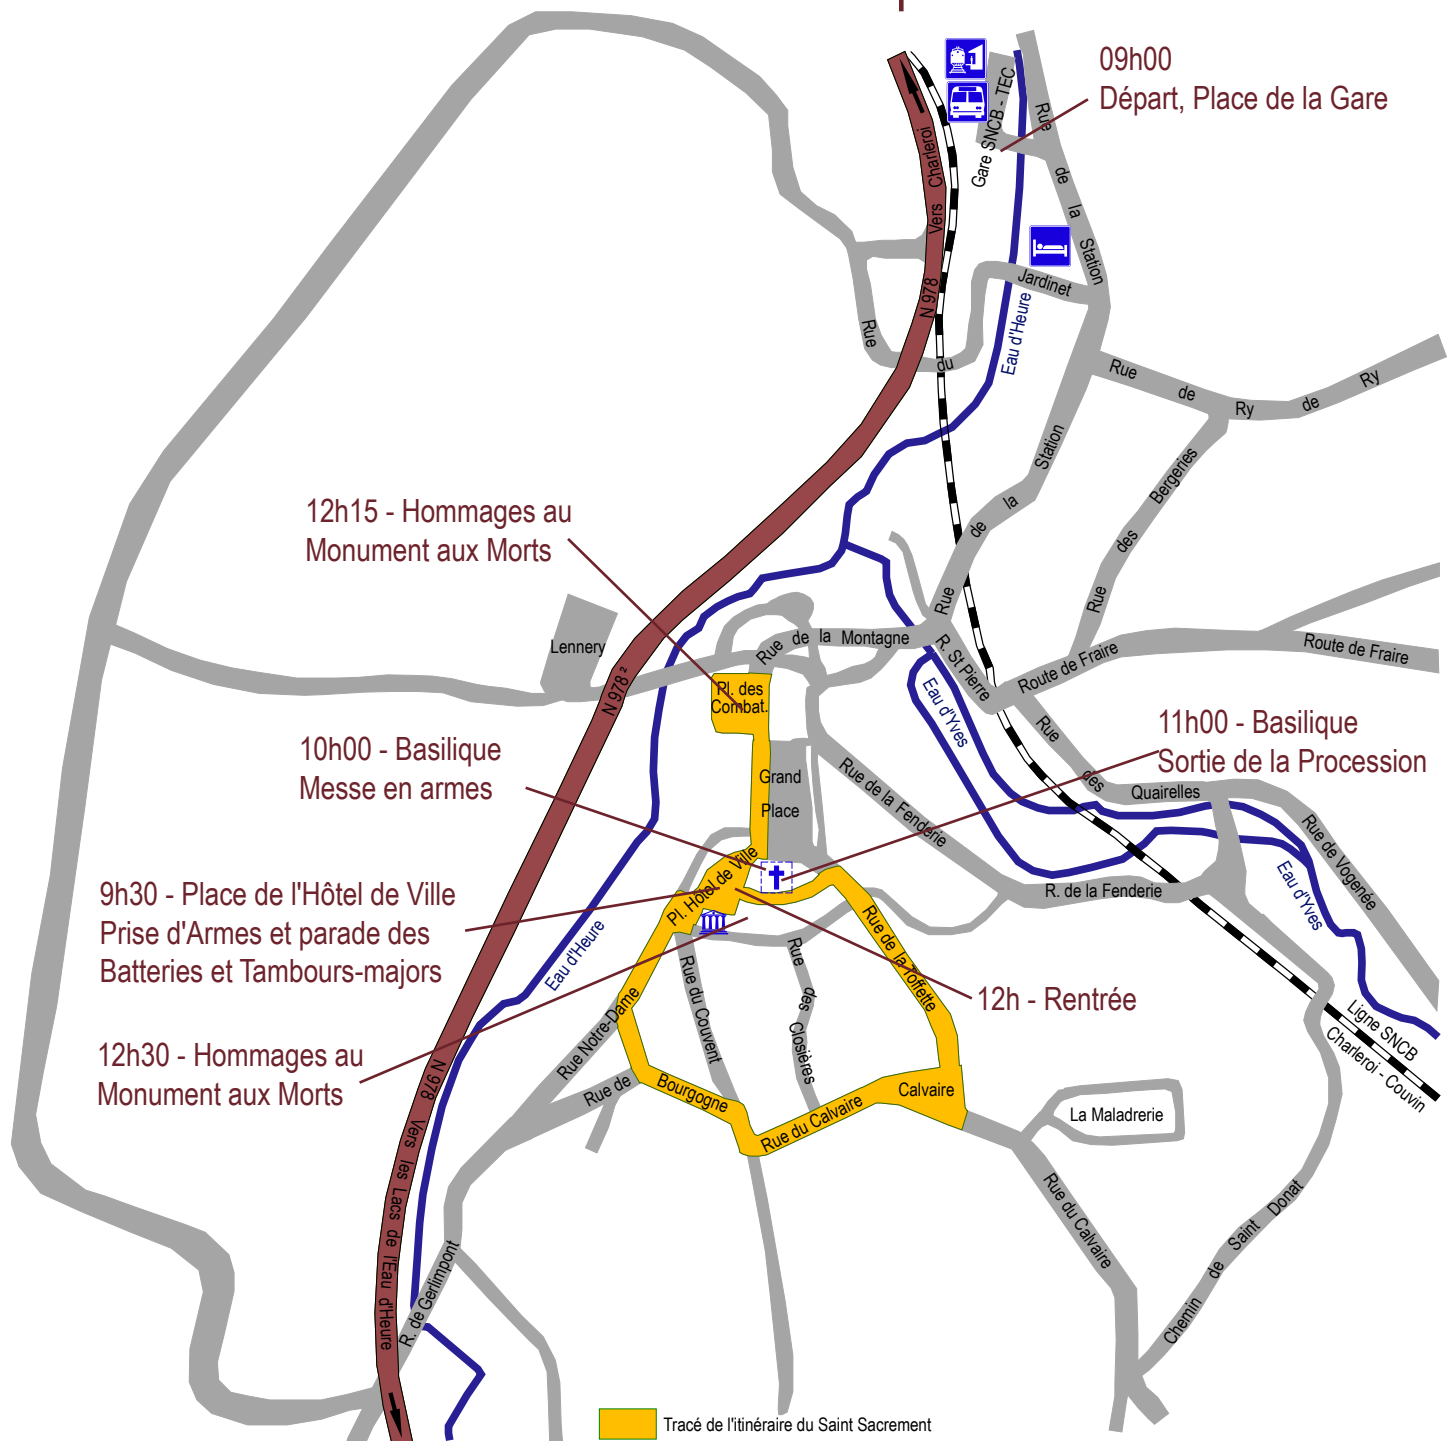 09h00
Départ, Place de la Gare
Gare SNCB - TEC
Rue de la Station
Vers Charleroi
N 978
Jardinet
Rue du
Eau d'Heure
Rue de Ry de Ry
Rue de la Station
Rue des Bergeries
12h15 - Hommages au
Monument aux Morts
Lennery
N 978 ²
Rue de la Montagne
R. St Pierre
Route de Fraire
Route de Fraire
Pl. des
Combat.
Eau d'Yves
Rue des Quairelles
11h00 - Basilique
Sortie de la Procession
10h00 - Basilique
Messe en armes
Grand
Place
Rue de la Fenderie
Rue de Vogenée
Pl. Hôtel de Ville
R. de la Fenderie
Eau d'Yves
9h30 - Place de l'Hôtel de Ville
Prise d'Armes et parade des
Batteries et Tambours-majors
Eau d'Heure
Rue du Couvent
Rue des Closières
Rue de la Toffette
12h - Rentrée
Ligne SNCB
Charleroi - Couvin
12h30 - Hommages au
Monument aux Morts
Rue Notre-Dame
Rue de
Bourgogne
Rue du Calvaire
Calvaire
La Maladrerie
N 978 Vers les Lacs de l'Eau d'Heure
Rue du Calvaire
Chemin de Saint Donat
R. de Gerlimpont
Tracé de l'itinéraire du Saint Sacrement